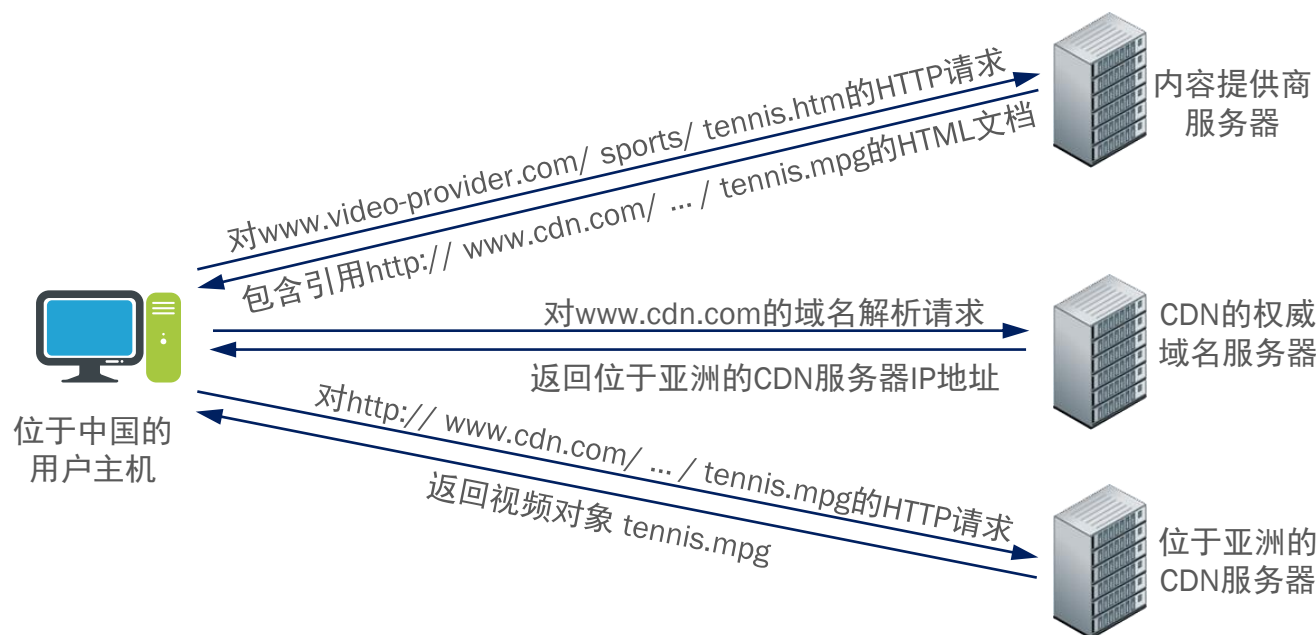 对www.video-provider.com/ sports/ tennis.htm的HTTP请求
包含引用http:// www.cdn.com/ ... / tennis.mpg的HTML文档
内容提供商
服务器
对www.cdn.com的域名解析请求
返回位于亚洲的CDN服务器IP地址
CDN的权威
域名服务器
位于中国的
用户主机
对http:// www.cdn.com/ ... / tennis.mpg的HTTP请求
返回视频对象 tennis.mpg
位于亚洲的
CDN服务器